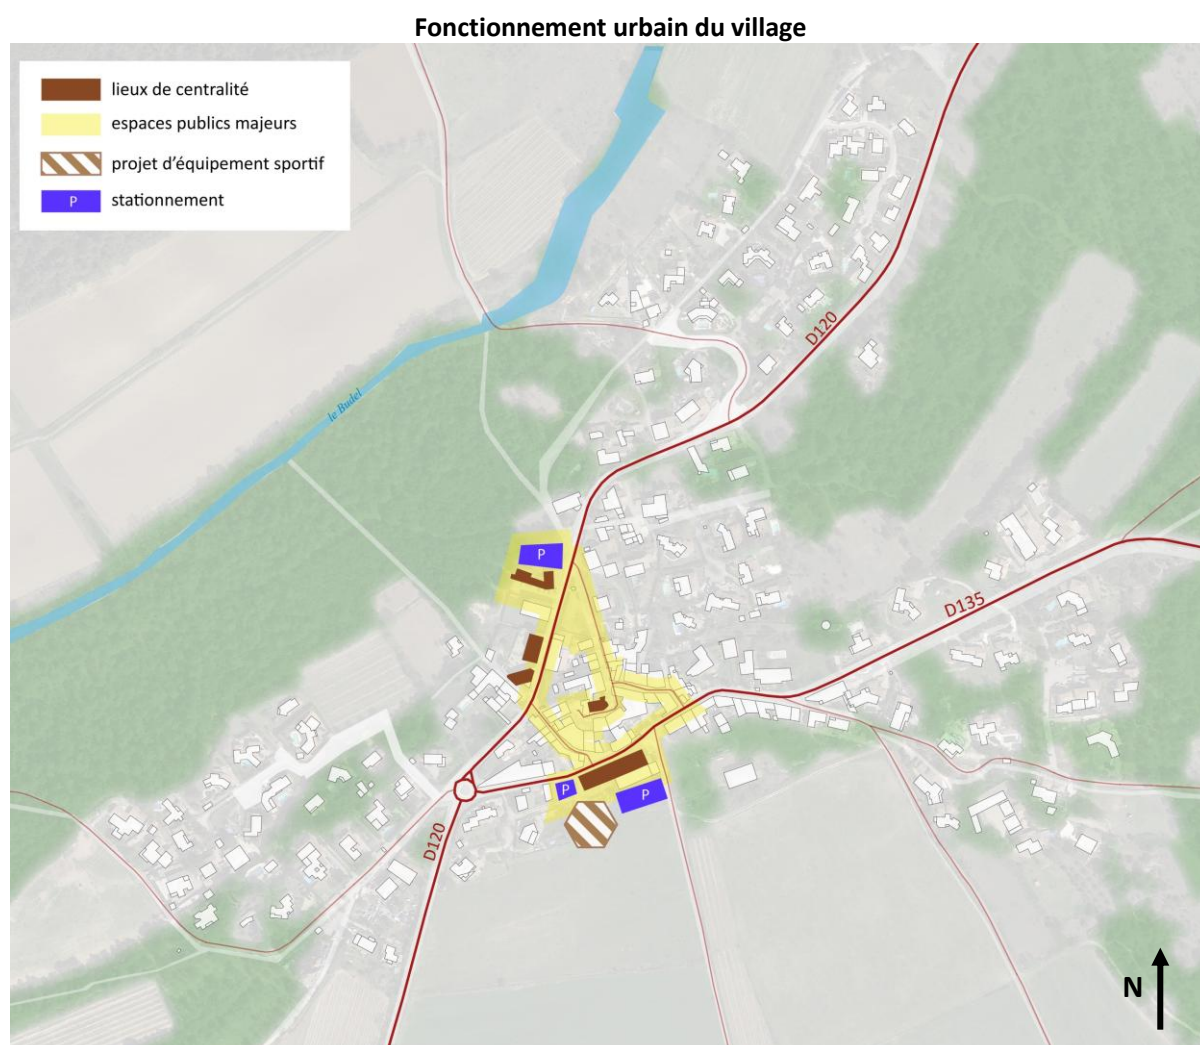 Fonctionnement urbain du village
lieux de centralité
espaces publics majeurs
projet d'équipement sportif
P stationnement
D120
le Budel
P
D135
P
P
D120
N